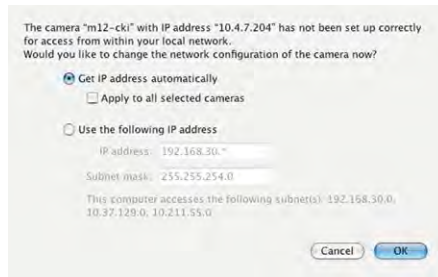 The camera "m12-cki" with IP address "10.4.7.204" has not been set up correctly
for access from within your local network.
Would you like to change the network configuration of the camera now?
Get IP address automatically
Apply to all selected cameras
Use the following IP address
IP address: 192.168.30.*
Subnet mask: 255.255.254.0
This computer accesses the following subnet(s): 192.168.30.0,
10.37.129.0, 10.211.55.0
Cancel OK